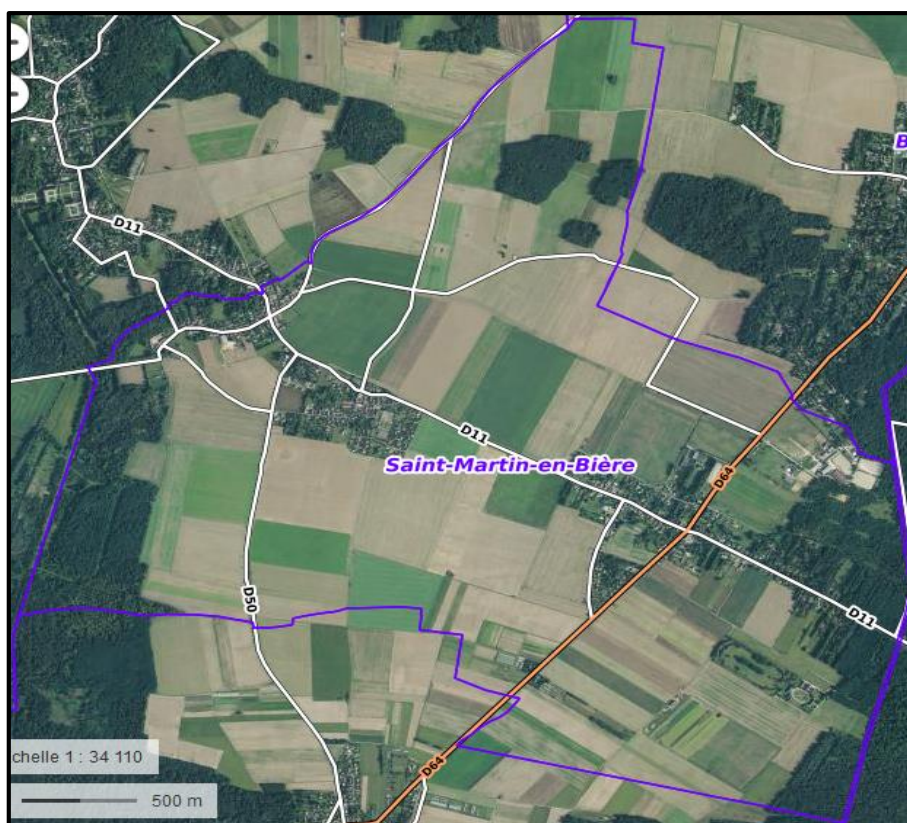 B
D11
D11
Saint-Martin-en-Bière
D64
D50
D11
chelle 1 : 34 110
D64
500 m